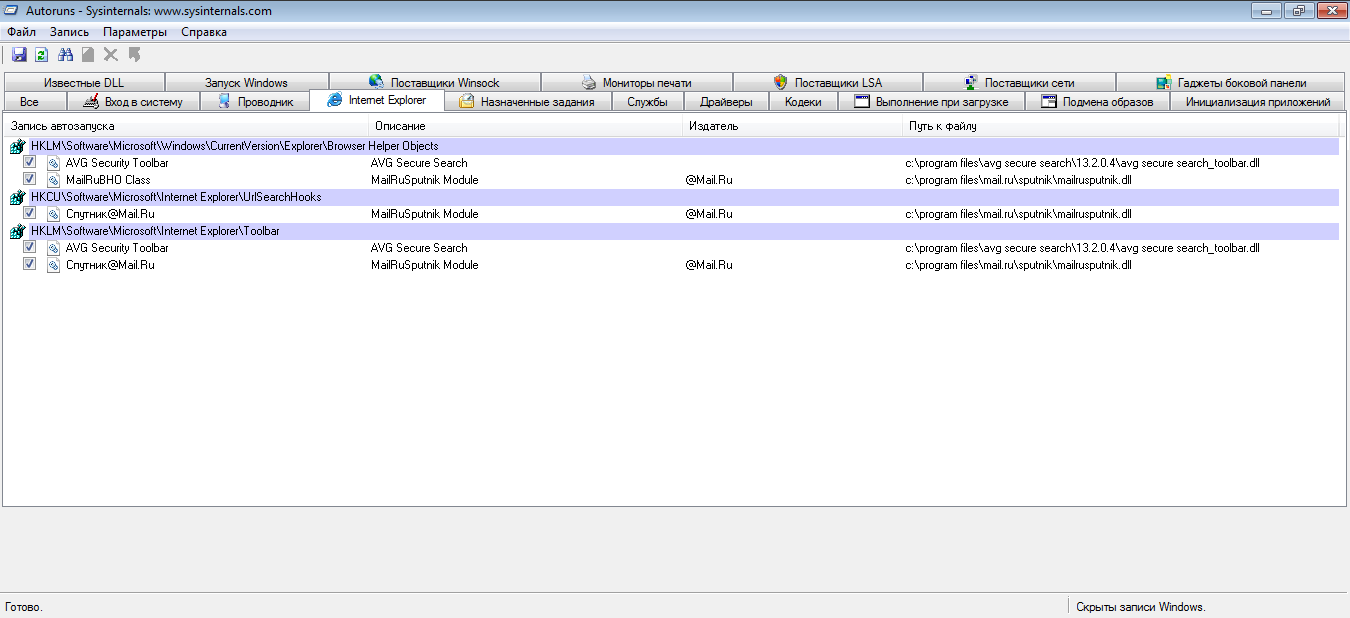 Autoruns - Sysinternals: www.sysinternals.com
Файл Запись Параметры Справка
Известные DLL Запуск Windows Поставщики Winsock Мониторы печати Поставщики LSA Поставщики сети Гаджеты боковой панели
Все Вход в систему Проводник Internet Explorer Назначенные задания Службы Драйверы Кодеки Выполнение при загрузке Подмена образов Инициализация приложений
Запись автозапуска Описание Издатель Путь к файлу
HKLM\Software\Microsoft\Windows\CurrentVersion\Explorer\Browser Helper Objects
AVG Security Toolbar AVG Secure Search c:\program files\avg secure search\13.2.0.4\avg secure search_toolbar.dll
MailRuBHO Class MailRuSputnik Module @Mail.Ru c:\program files\mail.ru\sputnik\mailrusputnik.dll
HKCU\Software\Microsoft\Internet Explorer\UrlSearchHooks
Спутник@Mail.Ru MailRuSputnik Module @Mail.Ru c:\program files\mail.ru\sputnik\mailrusputnik.dll
HKLM\Software\Microsoft\Internet Explorer\Toolbar
AVG Security Toolbar AVG Secure Search c:\program files\avg secure search\13.2.0.4\avg secure search_toolbar.dll
Спутник@Mail.Ru MailRuSputnik Module @Mail.Ru c:\program files\mail.ru\sputnik\mailrusputnik.dll
Готово. Скрыты записи Windows.